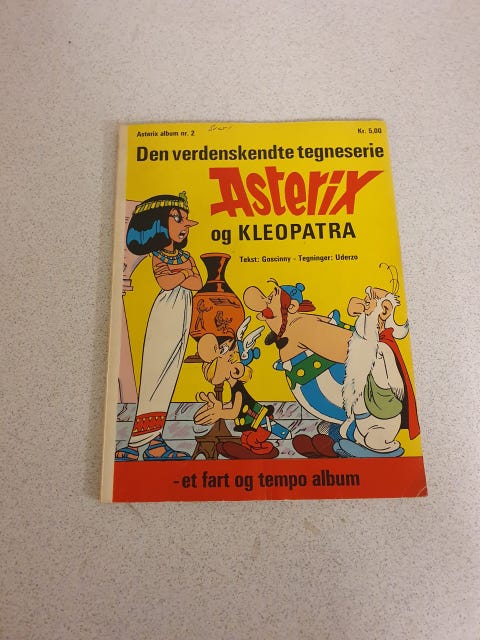 Asterix album nr. 2
Kr. 5,00
Den verdenskendte tegneserie
Asterix
og KLEOPATRA
Tekst: Goscinny - Tegninger: Uderzo
- et fart og tempo album